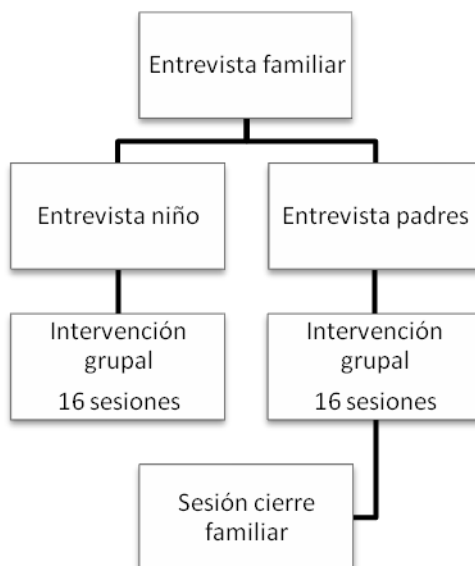 Entrevista familiar
Entrevista niño
Entrevista padres
Intervención
grupal
16 sesiones
Intervención
grupal
16 sesiones
Sesión cierre
familiar